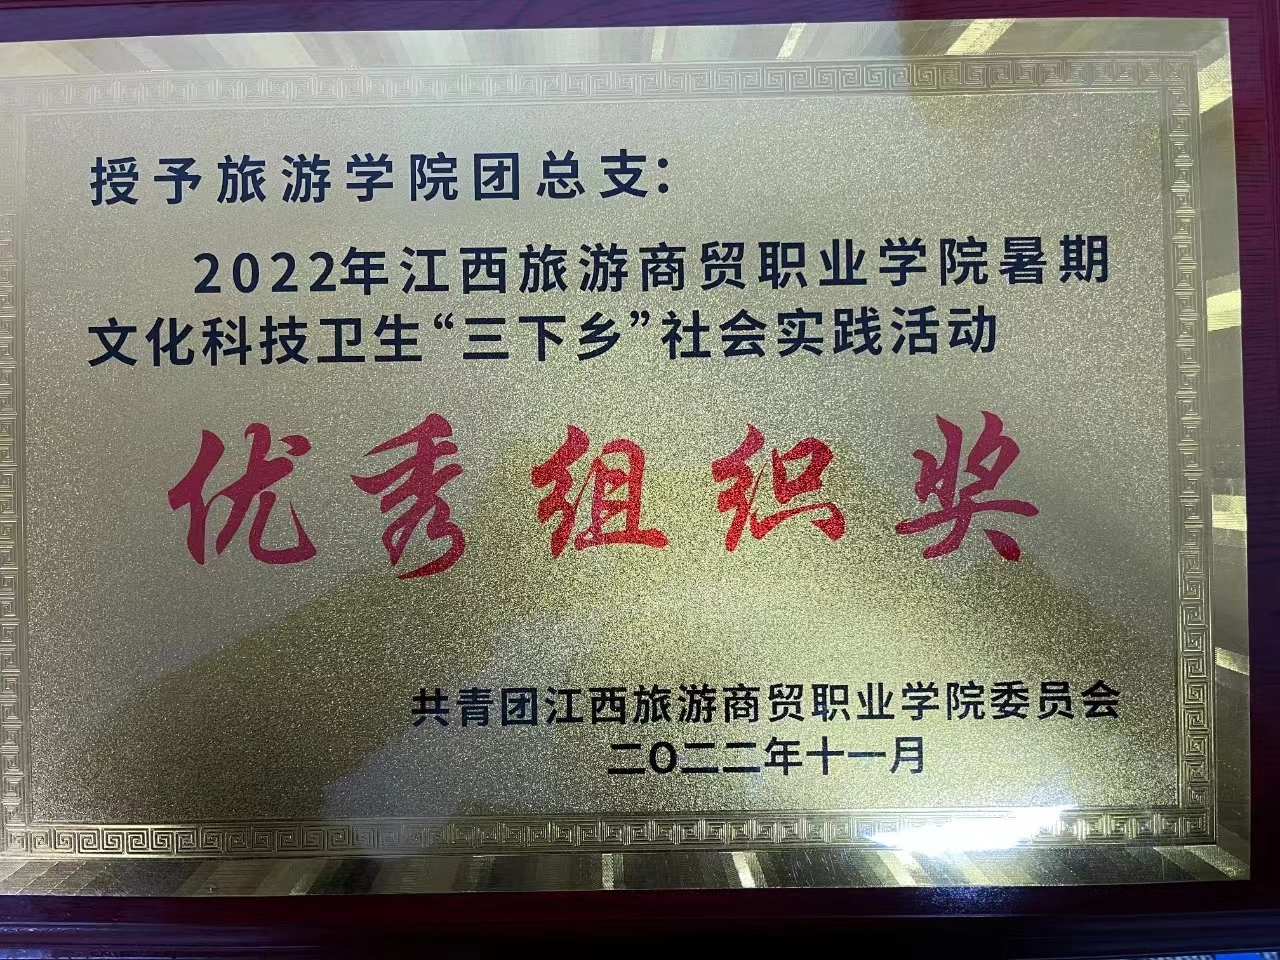 授予旅游学院团总支：
2022年江西旅游商贸职业学院暑期
文化科技卫生“三下乡”社会实践活动
优秀组织奖
共青团江西旅游商贸职业学院委员会
二〇二二年十一月